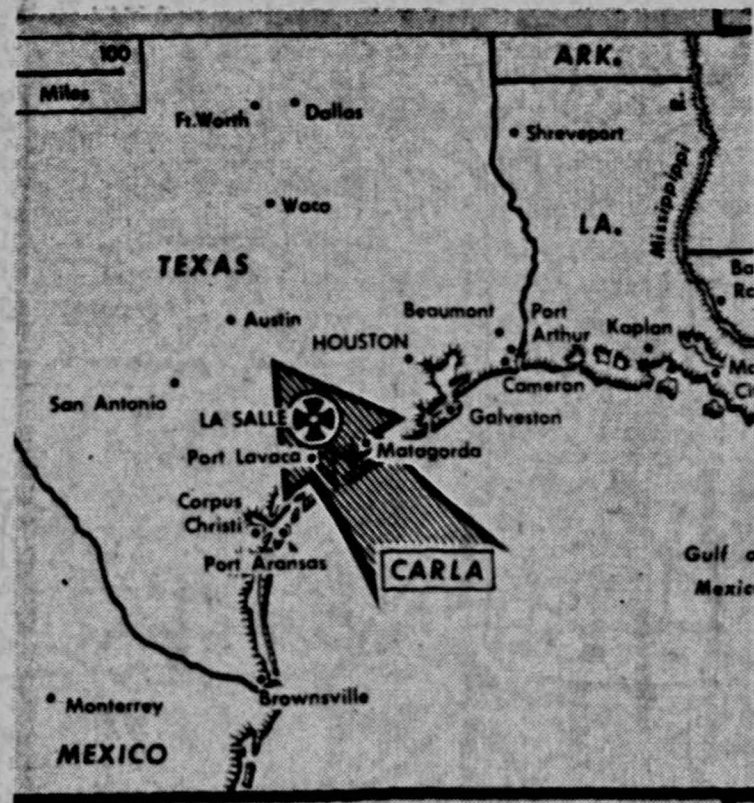 100
Miles
ARK.
Ft. Worth
Dallas
Shreveport
Mississippi
R.
Waco
LA.
TEXAS
Austin
Beaumont
Port
Arthur
Kaplan
HOUSTON
Cameron
San Antonio
LA SALLE
Galveston
Port Lavaca
Matagorda
Corpus
Christi
Port Aransas
CARLA
Gulf
Mexico
Brownsville
Monterrey
MEXICO